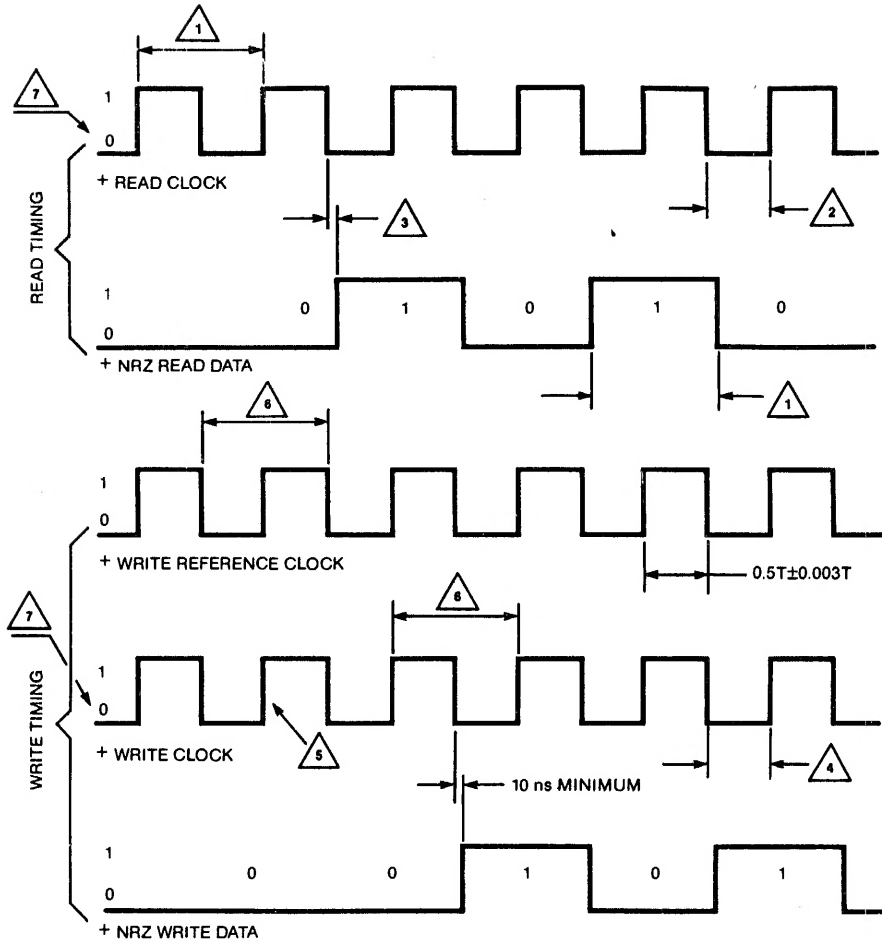 1
7
1
0
+ READ CLOCK
3
2
READ TIMING
1
0 1 0 1 0
0
+ NRZ READ DATA
1
6
1
0
+ WRITE REFERENCE CLOCK
0.5T±0.003T
6
7
1
0
+ WRITE CLOCK
5
4
WRITE TIMING
10 ns MINIMUM
1
0 0 1 0 1
0
+ NRZ WRITE DATA